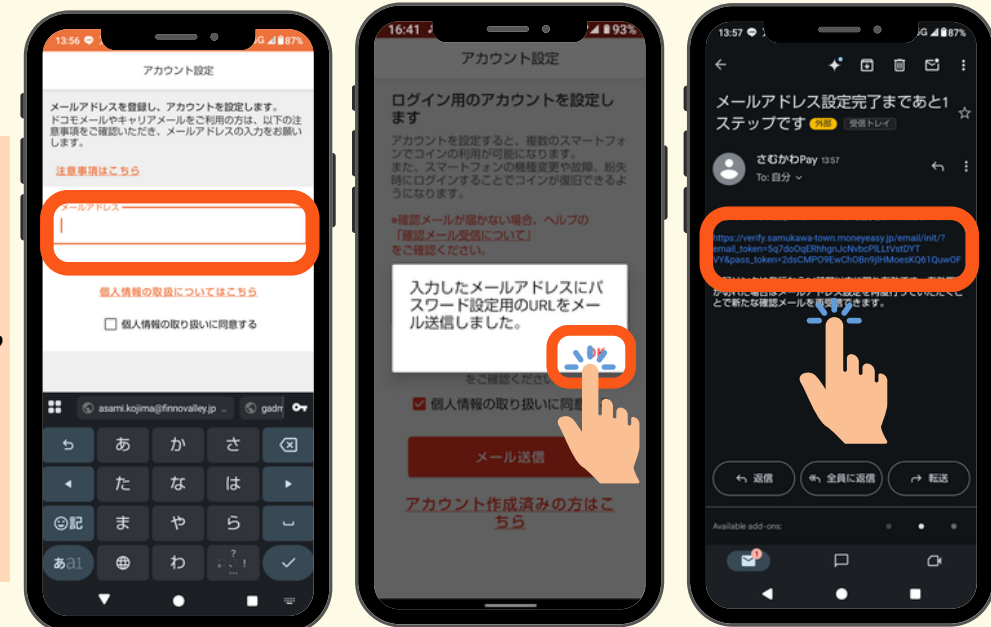 13:56
G 87%
アカウント設定
メールアドレスを登録し、アカウントを設定します。
ドコモメールやキャリアメールをご利用の方は、以下の注
意事項をご確認いただき、メールアドレスの入力をお願い
します。
注意事項はこちら
メールアドレス
個人情報の取扱についてはこちら
個人情報の取り扱いに同意する
asami.kojima@finnovalley.jp
gadm
あ
か
さ
た
な
は
記
ま
や
ら
あa1
わ
。、?!…
16:41
93%
アカウント設定
ログイン用のアカウントを設定し
ます
アカウントを設定すると、複数のスマートフォ
ンでコインの利用が可能になります。
また、スマートフォンの機種変更や故障、紛失
時にログインすることでコインが復旧できるよ
うになります。
*確認メールが届かない場合、ヘルプの
「確認メール受信について」
をご確認ください。
入力したメールアドレスにパ
スワード設定用のURLをメー
ル送信しました。
をご確認ください
個人情報の取り扱いに同意
メール送信
アカウント作成済みの方はこ
ちら
13:57
G 87%
メールアドレス設定完了まであと1
ステップです 外部 受信トレイ
さむかわPay 13:57
To: 自分
https://verify.samukawa-town.moneyeasy.jp/email/init/?
返信
全員に返信
転送
Available add-ons:
1